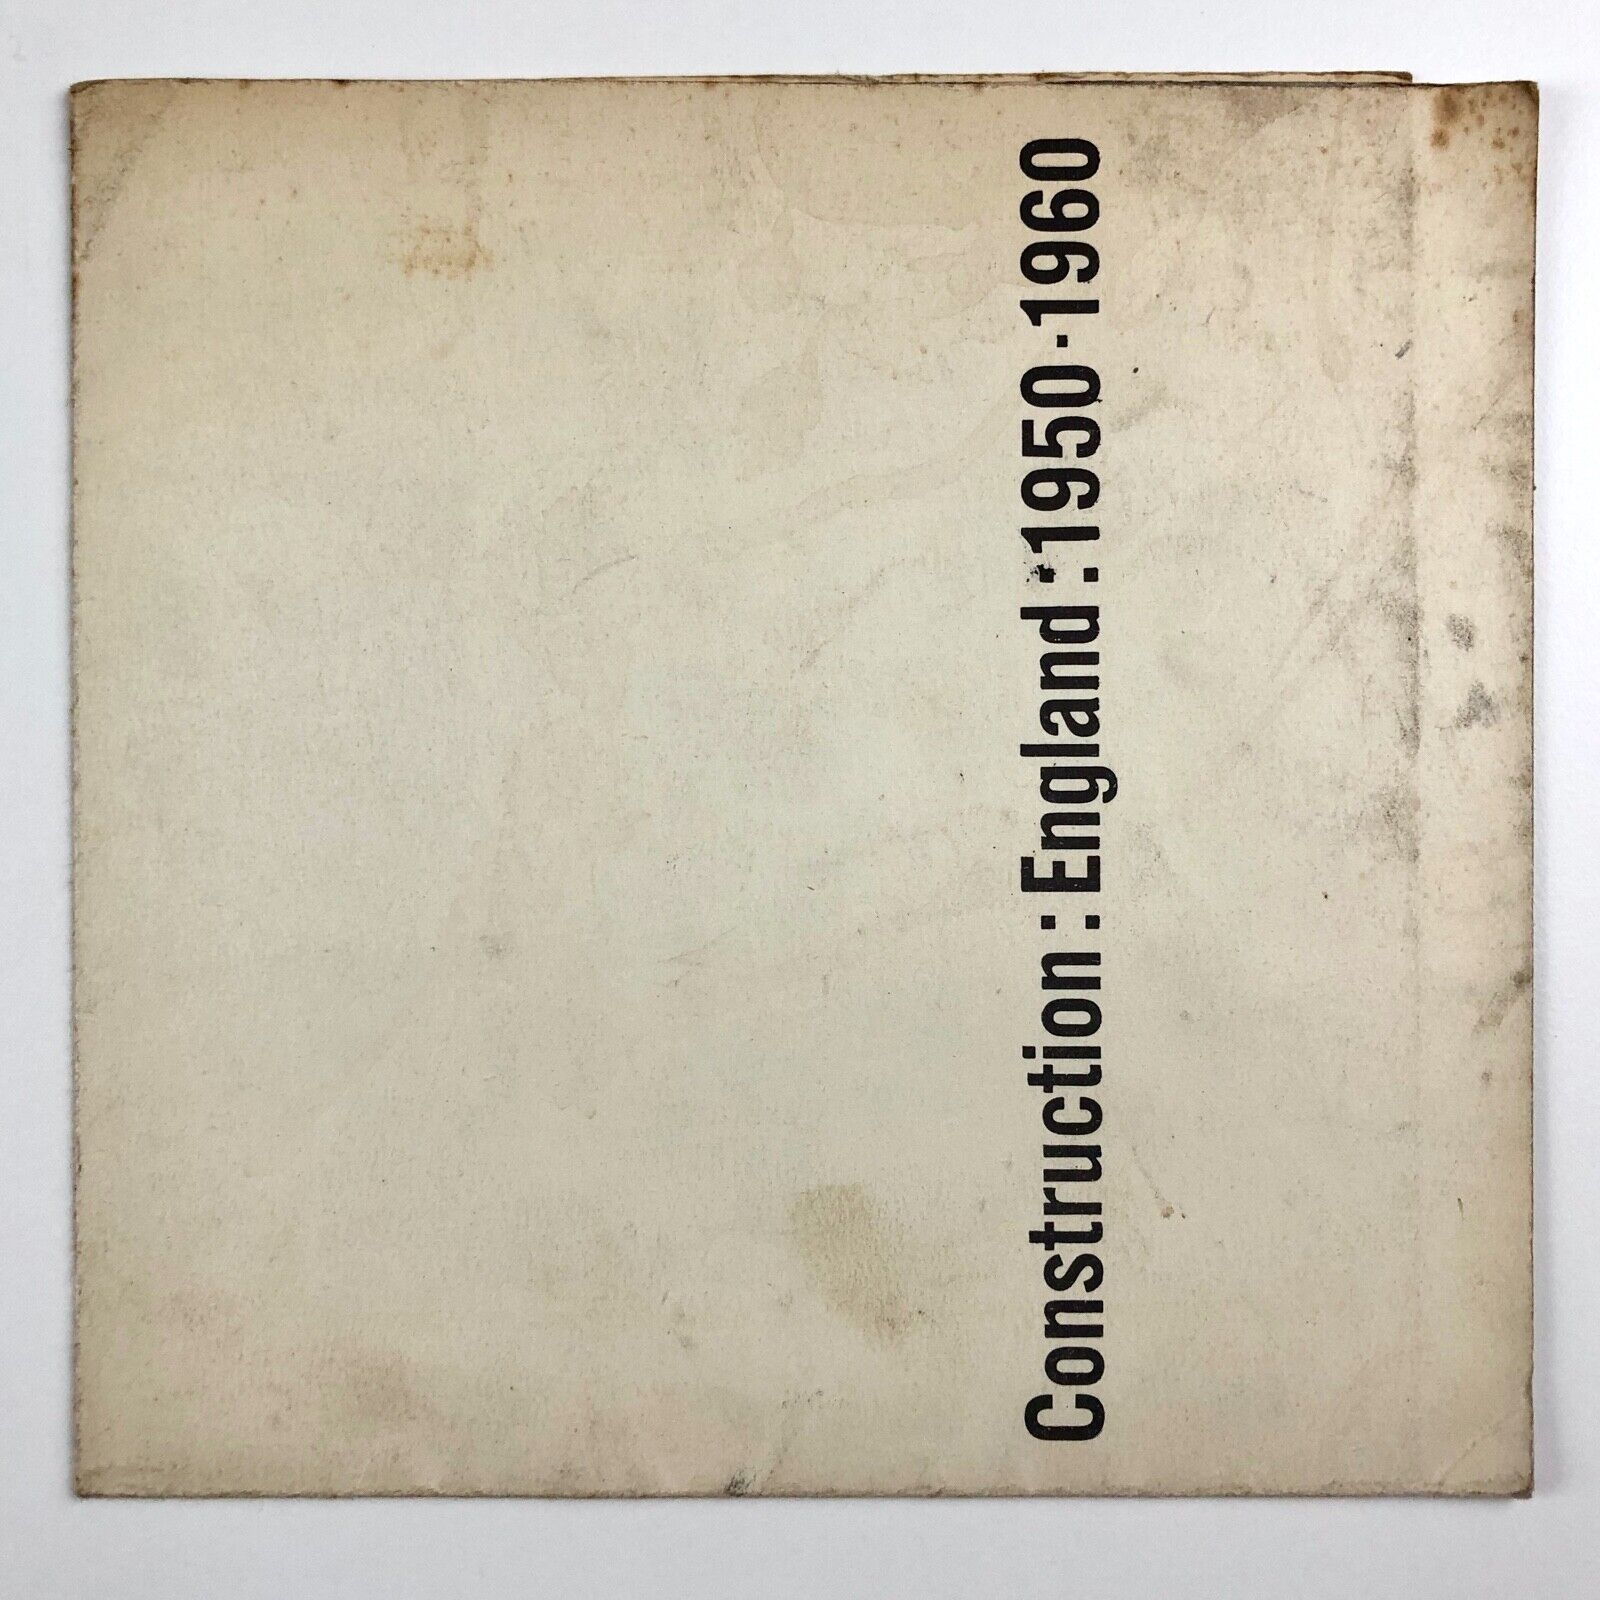 Construction : England : 1950 · 1960